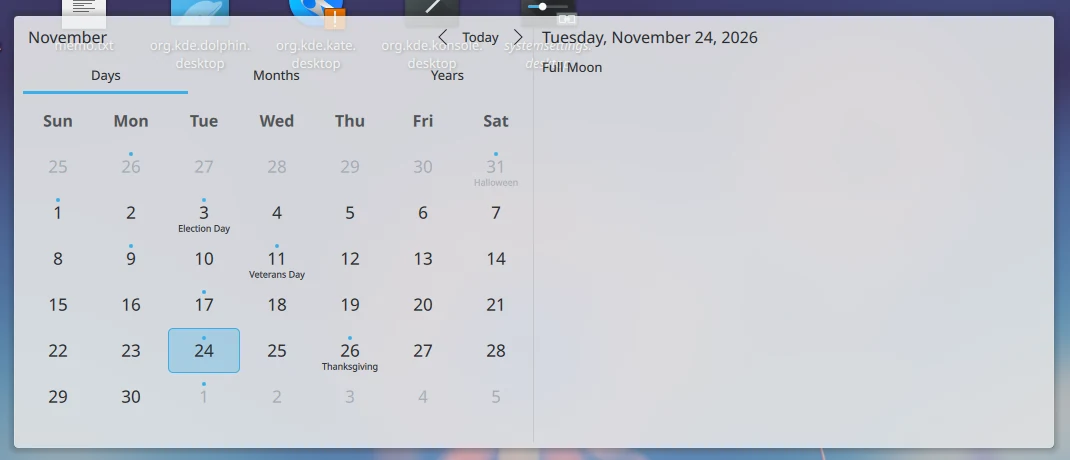 November
Today
Tuesday, November 24, 2026
memo.txt
org.kde.dolphin.
desktop
org.kde.kate.
desktop
org.kde.konsole.
desktop
systemsettings.
desktop
Full Moon
Days Months Years
Sun Mon Tue Wed Thu Fri Sat
25 26 27 28 29 30 31
Halloween
1 2 3 4 5 6 7
Election Day
8 9 10 11 12 13 14
Veterans Day
15 16 17 18 19 20 21
22 23 24 25 26 27 28
Thanksgiving
29 30 1 2 3 4 5